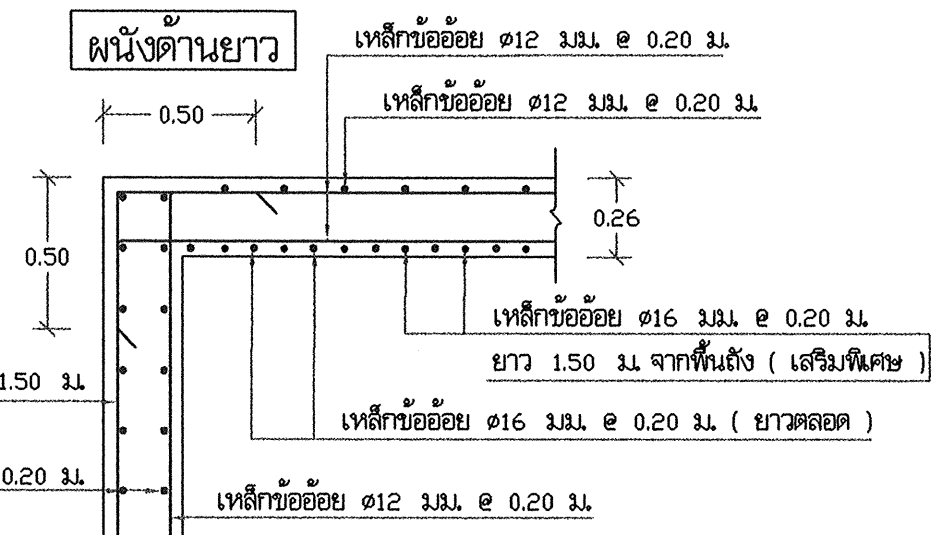 ผนังด้านยาว
เหล็กข้ออ้อย ø12 มม. @ 0.20 ม.
เหล็กข้ออ้อย ø12 มม. @ 0.20 ม.
0.50
0.26
0.50
เหล็กข้ออ้อย ø16 มม. @ 0.20 ม.
ยาว 1.50 ม. จากพื้นถัง ( เสริมพิเศษ )
1.50 ม.
เหล็กข้ออ้อย ø16 มม. @ 0.20 ม. ( ยาวตลอด )
0.20 ม.
เหล็กข้ออ้อย ø12 มม. @ 0.20 ม.